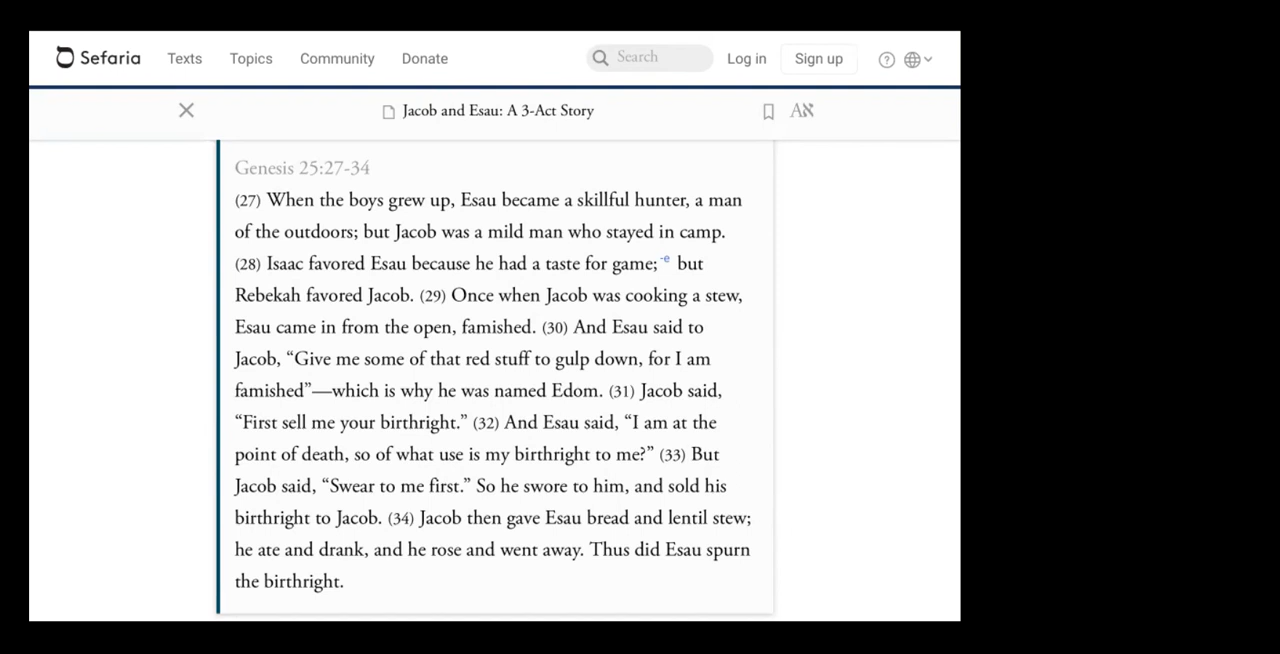 Sefaria Texts Topics Community Donate Search Log in Sign up ?
Jacob and Esau: A 3-Act Story Aא
Genesis 25:27-34
(27) When the boys grew up, Esau became a skillful hunter, a man
of the outdoors; but Jacob was a mild man who stayed in camp.
(28) Isaac favored Esau because he had a taste for game;-e but
Rebekah favored Jacob. (29) Once when Jacob was cooking a stew,
Esau came in from the open, famished. (30) And Esau said to
Jacob, “Give me some of that red stuff to gulp down, for I am
famished”—which is why he was named Edom. (31) Jacob said,
“First sell me your birthright.” (32) And Esau said, “I am at the
point of death, so of what use is my birthright to me?” (33) But
Jacob said, “Swear to me first.” So he swore to him, and sold his
birthright to Jacob. (34) Jacob then gave Esau bread and lentil stew;
he ate and drank, and he rose and went away. Thus did Esau spurn
the birthright.